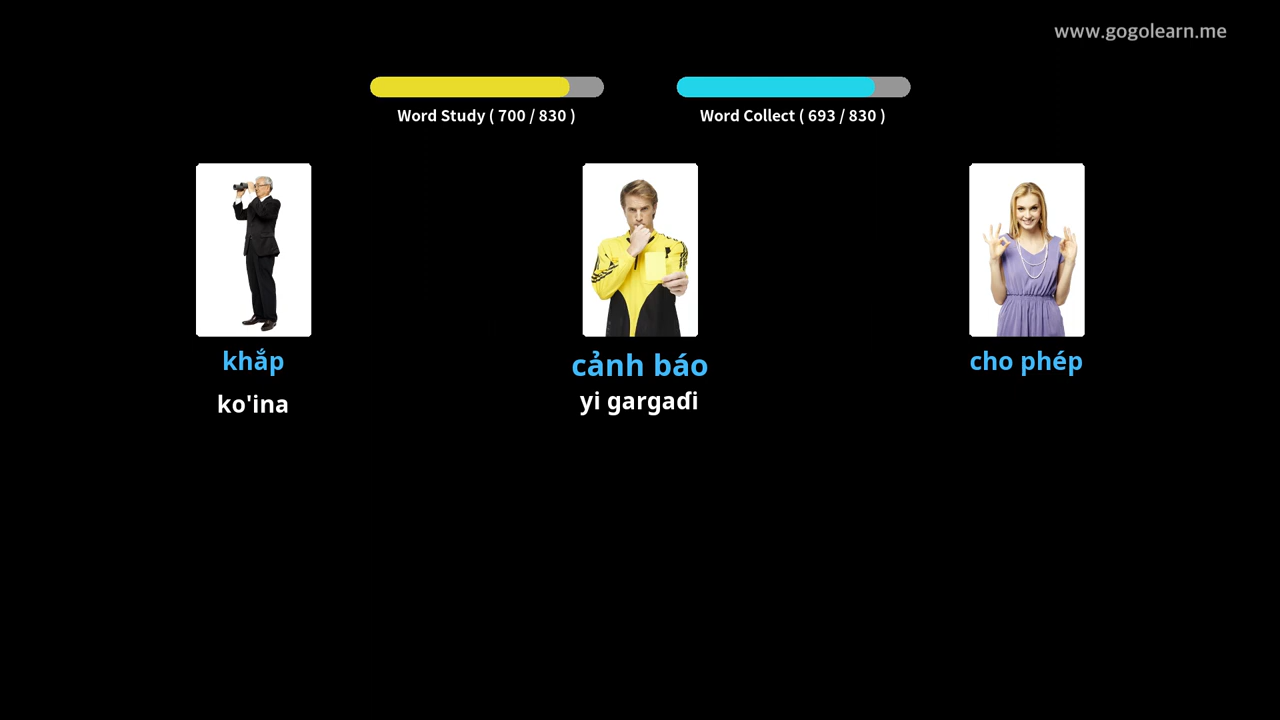 www.gogolearn.me
Word Study ( 700 / 830 )
Word Collect ( 693 / 830 )
khắp
cảnh báo
cho phép
ko'ina
yi gargaɗi